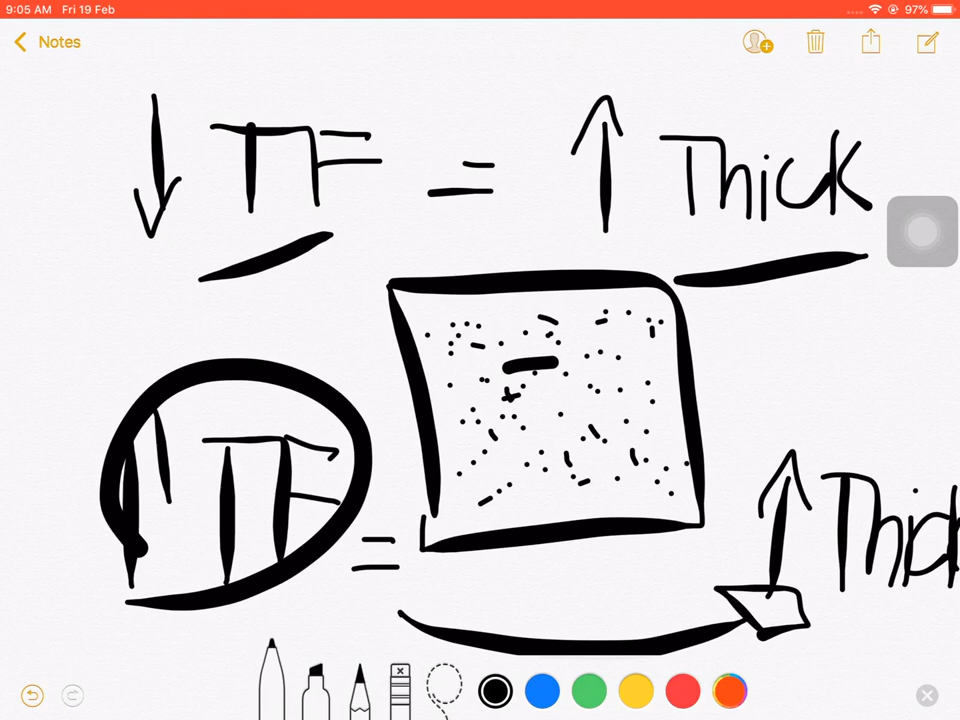 9:05 AM Fri 19 Feb 97%
Notes
↓ TF = ↑ Thick
TF = ↑ Thick